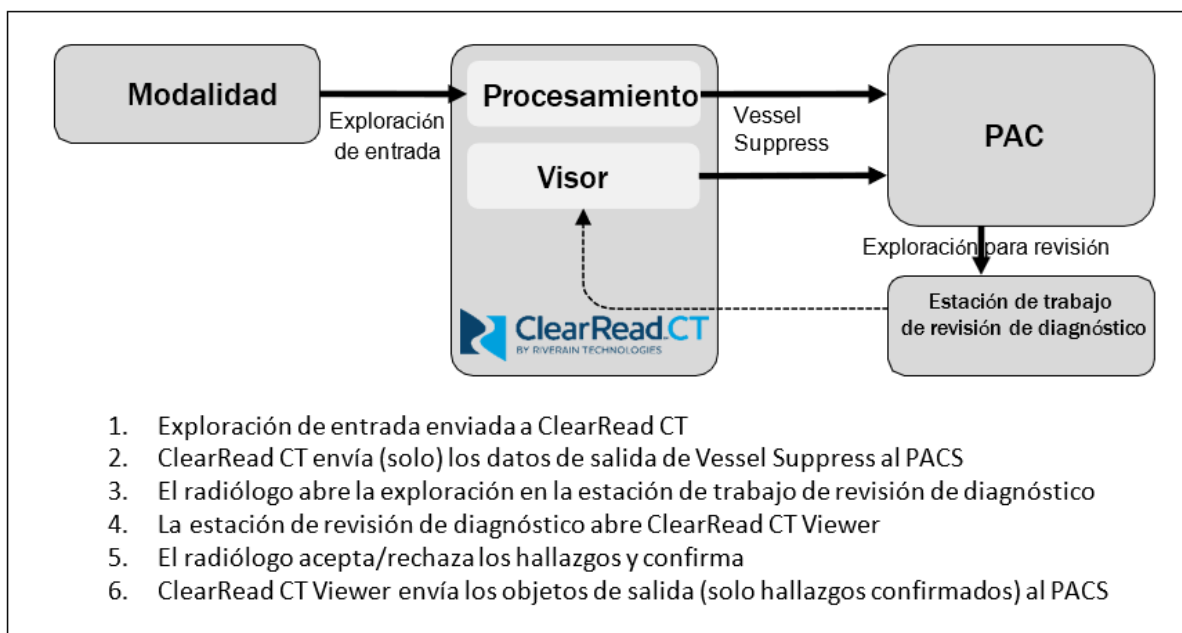 Modalidad
Exploración
de entrada
Procesamiento
Visor
Vessel
Suppress
PAC
Exploración para revisión
Estación de trabajo
de revisión de diagnóstico
ClearRead CT
BY RIVERAIN TECHNOLOGIES
1. Exploración de entrada enviada a ClearRead CT
2. ClearRead CT envía (solo) los datos de salida de Vessel Suppress al PACS
3. El radiólogo abre la exploración en la estación de trabajo de revisión de diagnóstico
4. La estación de revisión de diagnóstico abre ClearRead CT Viewer
5. El radiólogo acepta/rechaza los hallazgos y confirma
6. ClearRead CT Viewer envía los objetos de salida (solo hallazgos confirmados) al PACS